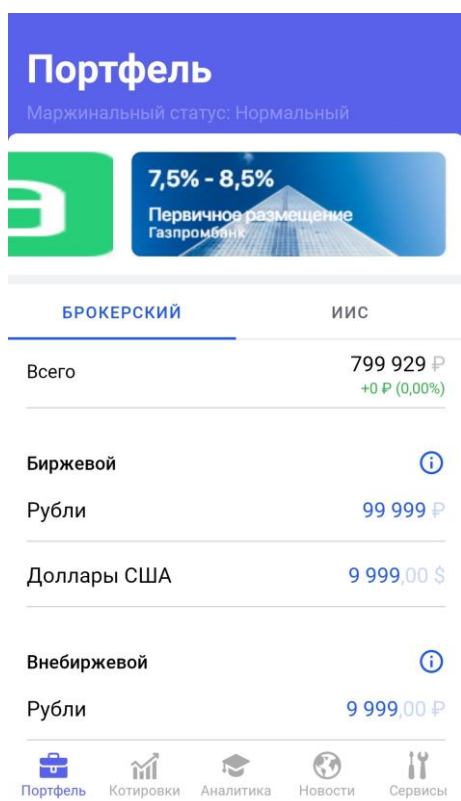 Портфель
Маржинальный статус: Нормальный
7,5% - 8,5%
Первичное размещение
Газпромбанк
БРОКЕРСКИЙ
ИИС
Всего
799 929 ₽
+0 ₽ (0,00%)
Биржевой
Рубли
99 999 ₽
Доллары США
9 999,00 $
Внебиржевой
Рубли
9 999,00 ₽
Портфель
Котировки
Аналитика
Новости
Сервисы